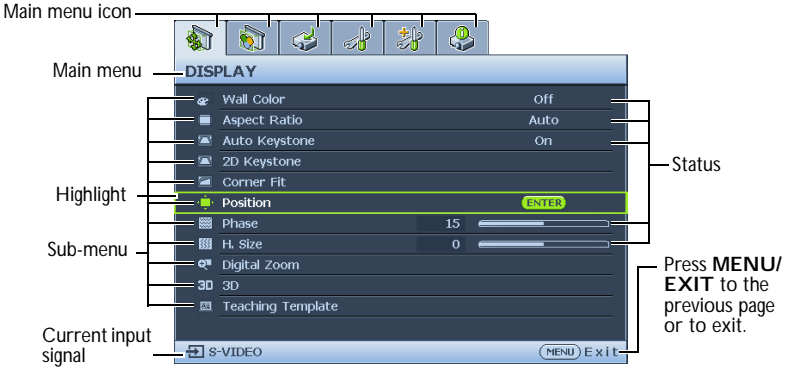 Main menu icon
Main menu
DISPLAY
Wall Color Off
Aspect Ratio Auto
Auto Keystone On
2D Keystone
Corner Fit
Status
Highlight
Position ENTER
Phase 15
Sub-menu
H. Size 0
Digital Zoom
3D 3D
Teaching Template
Press MENU/
EXIT to the
previous page
or to exit.
Current input
signal
S-VIDEO
MENU Exit